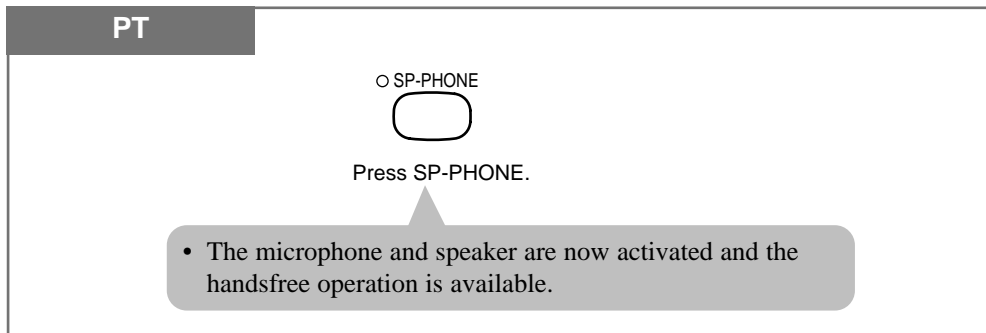 PT
SP-PHONE
Press SP-PHONE.
• The microphone and speaker are now activated and the
handsfree operation is available.